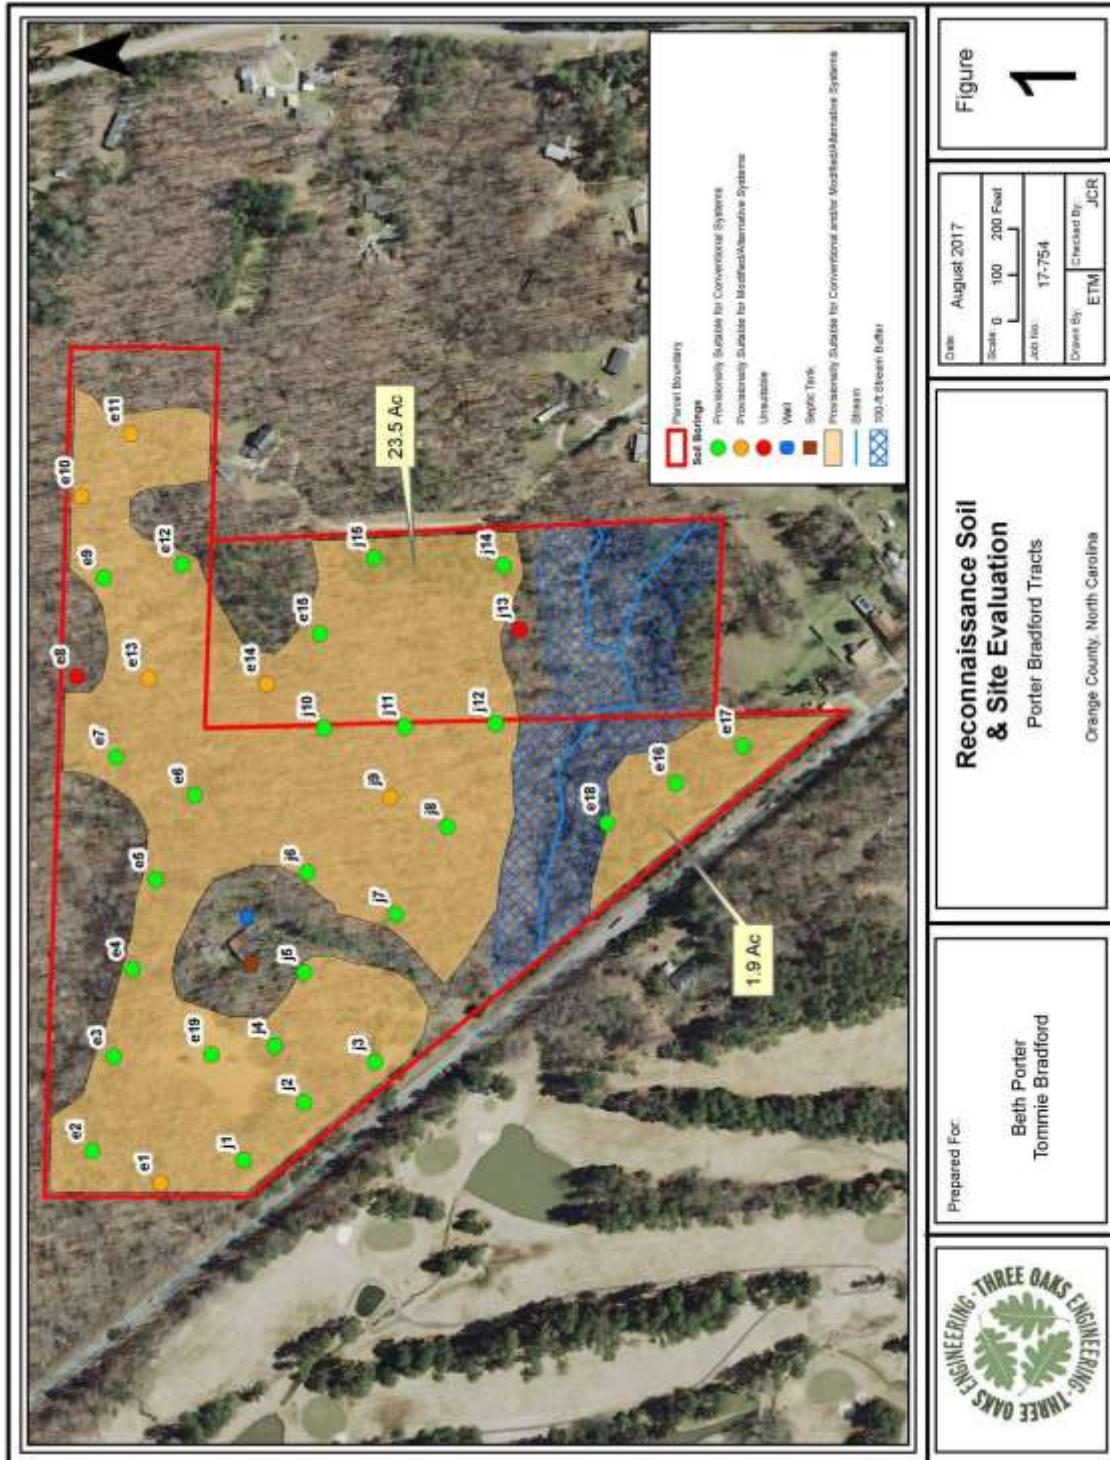 e1
e2
e3
e4
e5
e6
e7
e8
e9
e10
e11
e12
e13
e14
e15
e16
e17
e18
e19
j1
j2
j3
j4
j5
j6
j7
j8
j9
j10
j11
j12
j13
j14
j15
23.5 Ac
1.9 Ac
Parcel Boundary
Soil Borings
Provisionally Suitable for Conventional Systems
Provisionally Suitable for Modified/Alternative Systems
Unsuitable
Well
Septic Tank
Provisionally Suitable for Conventional and/or Modified/Alternative Systems
Stream
100-ft Stream Buffer
THREE OAKS ENGINEERING · THREE OAKS ENGINEERING ·
Prepared For:
Beth Porter
Tommie Bradford
Reconnaissance Soil
& Site Evaluation
Porter Bradford Tracts
Orange County, North Carolina
Date: August 2017
Scale: 0 100 200 Feet
Job No.: 17-754
Drawn By: ETM
Checked By: JCR
Figure
1